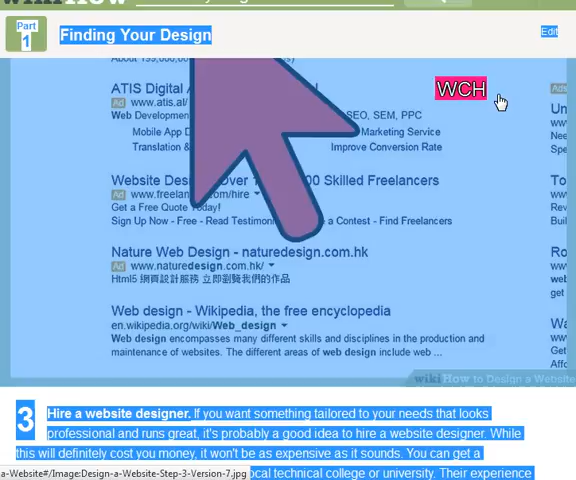 Part
1
Finding Your Design
Edit
ATIS Digital
WCH
Ad www.atis.al/
Web Development SEO, SEM, PPC
Mobile App D Marketing Service
Translation & Improve Conversion Rate
Website Des Over 1 00 Skilled Freelancers
Ad www.freelan com/hire
Get a Free Quote Today!
Sign Up Now - Free - Read Testimon a Contest - Find Freelancers
Nature Web Design - naturedesign.com.hk
Ad www.naturedesign.com.hk/
Html5 網頁設計服務 立即瀏覽我們的作品
Web design - Wikipedia, the free encyclopedia
en.wikipedia.org/wiki/Web_design
Web design encompasses many different skills and disciplines in the production and
maintenance of websites. The different areas of web design include web ...
wikiHow to Design a Website
3 Hire a website designer. If you want something tailored to your needs that looks
professional and runs great, it's probably a good idea to hire a website designer. While
this will definitely cost you money, it won't be as expensive as it sounds. You can get a
a-Website#/Image:Design-a-Website-Step-3-Version-7.jpg ocal technical college or university. Their experience